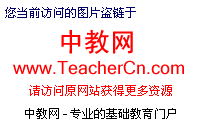 您当前访问的图片盗链于
中教网
www.TeacherCn.com
请访问原网站获得更多资源
中教网 - 专业的基础教育门户